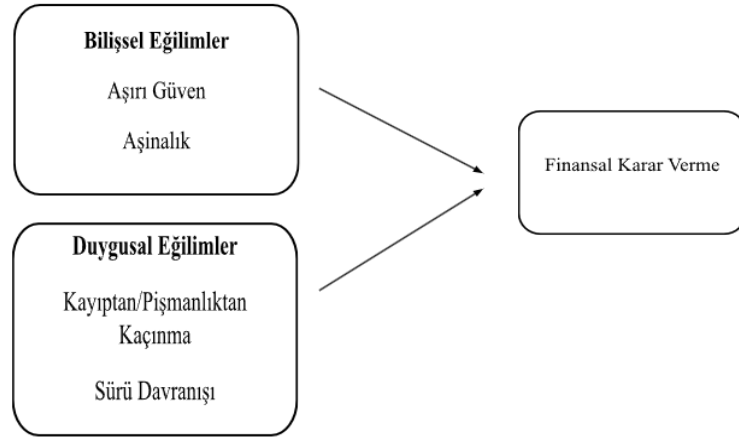 Bilişsel Eğilimler
Aşırı Güven
Aşinalık
Duygusal Eğilimler
Kayıptan/Pişmanlıktan
Kaçınma
Sürü Davranışı
Finansal Karar Verme